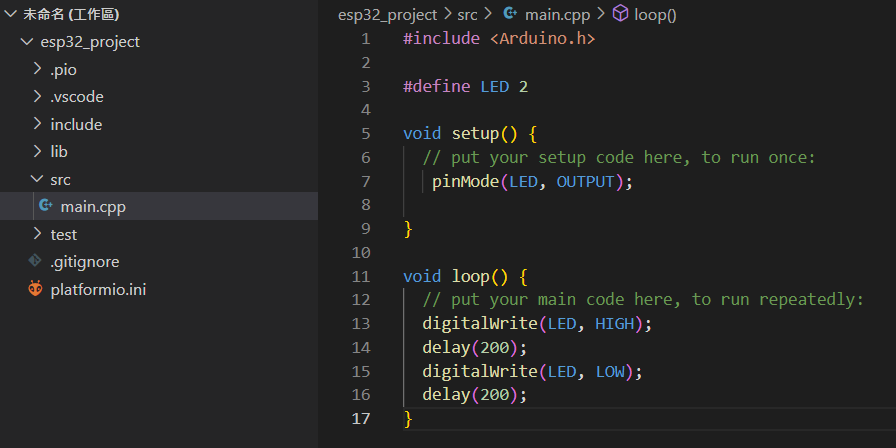 未命名 (工作區)
esp32_project
.pio
.vscode
include
lib
src
main.cpp
test
.gitignore
platformio.ini
esp32_project > src > main.cpp > loop()
1 #include <Arduino.h>
2
3 #define LED 2
4
5 void setup() {
6 // put your setup code here, to run once:
7 pinMode(LED, OUTPUT);
8
9 }
10
11 void loop() {
12 // put your main code here, to run repeatedly:
13 digitalWrite(LED, HIGH);
14 delay(200);
15 digitalWrite(LED, LOW);
16 delay(200);
17 }